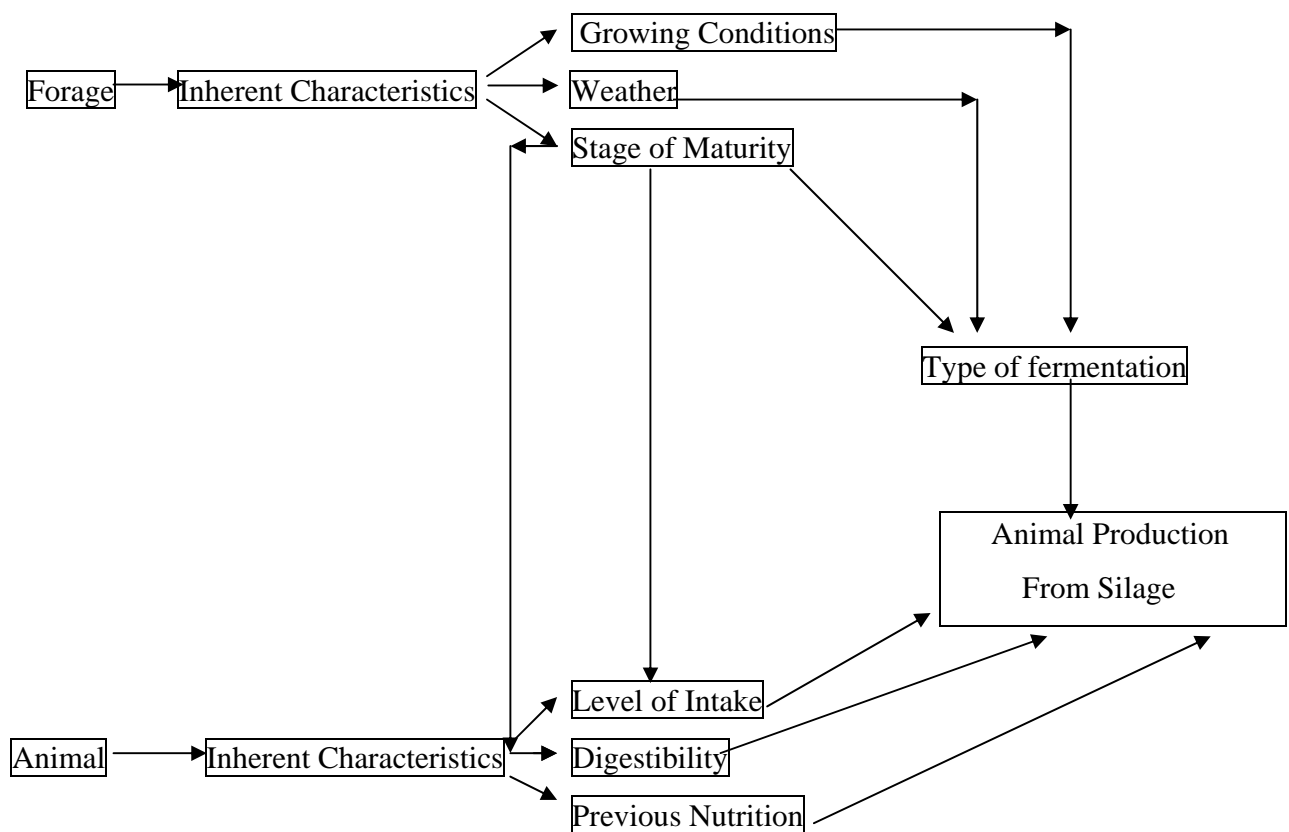 Growing Conditions
Forage
Inherent Characteristics
Weather
Stage of Maturity
Type of fermentation
Animal Production
From Silage
Level of Intake
Animal
Inherent Characteristics
Digestibility
Previous Nutrition